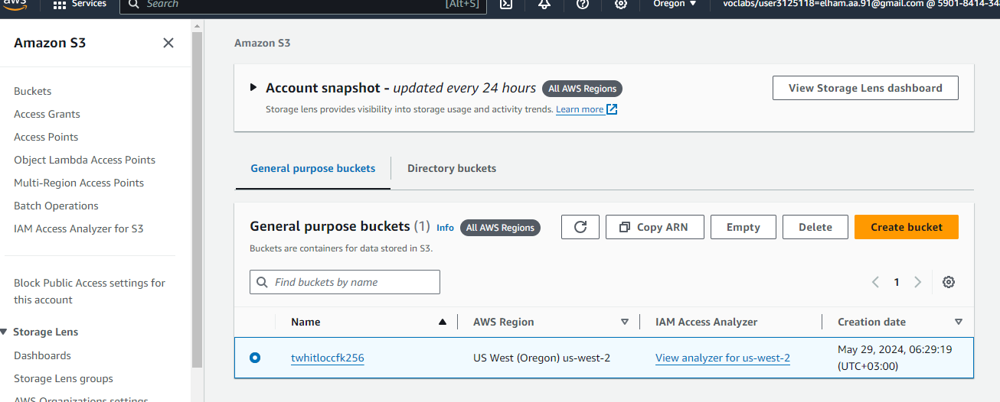 aws
Services
Search
[Alt+S]
Oregon
voclabs/user3125118=elham.aa.91@gmail.com @ 5901-8414-34
Amazon S3
Buckets
Access Grants
Access Points
Object Lambda Access Points
Multi-Region Access Points
Batch Operations
IAM Access Analyzer for S3
Block Public Access settings for
this account
Storage Lens
Dashboards
Storage Lens groups
AWS Organizations settings
Amazon S3
Account snapshot - updated every 24 hours
All AWS Regions
View Storage Lens dashboard
Storage lens provides visibility into storage usage and activity trends. Learn more
General purpose buckets
Directory buckets
General purpose buckets (1)
Info
All AWS Regions
Copy ARN
Empty
Delete
Create bucket
Buckets are containers for data stored in S3.
Find buckets by name
1
Name
AWS Region
IAM Access Analyzer
Creation date
twhitloccfk256
US West (Oregon) us-west-2
View analyzer for us-west-2
May 29, 2024, 06:29:19
(UTC+03:00)